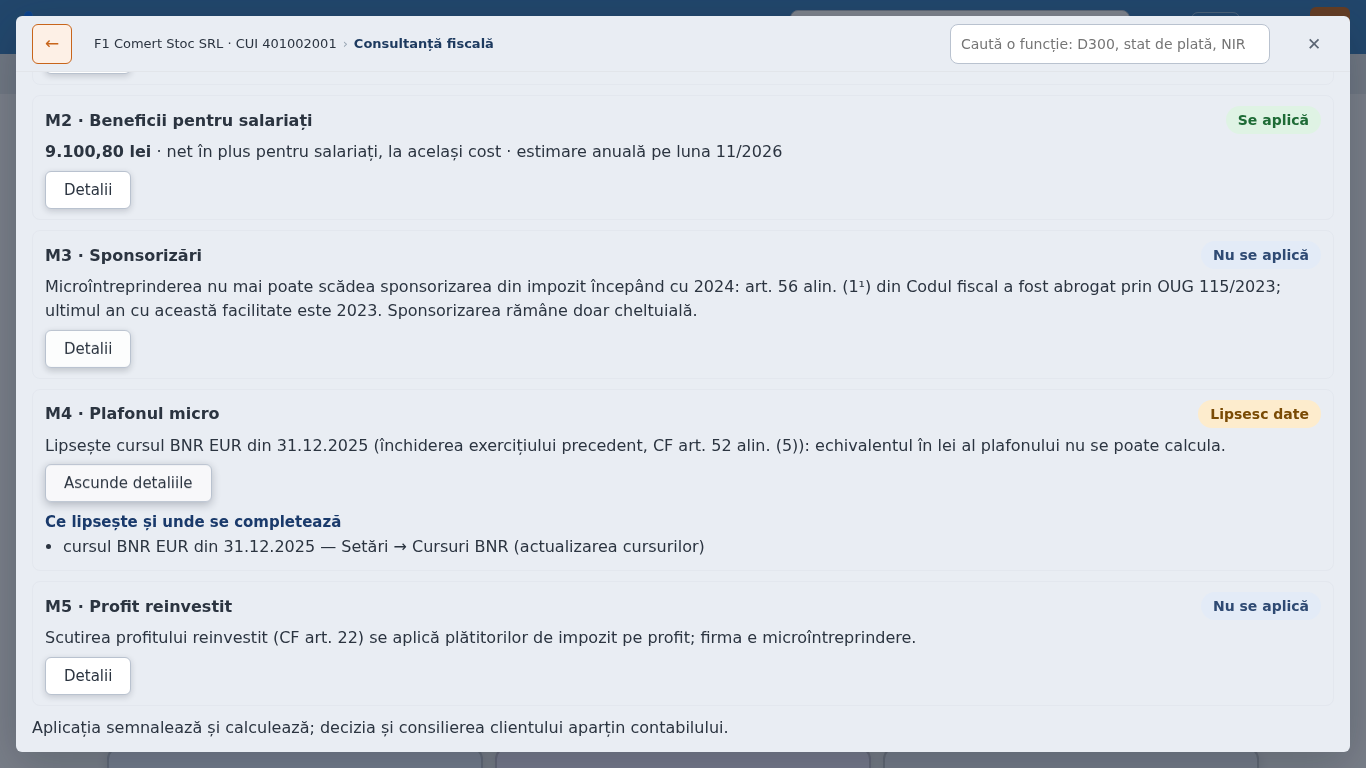 ←
F1 Comert Stoc SRL · CUI 401002001 › Consultanță fiscală
Caută o funcție: D300, stat de plată, NIR
✕
M2 · Beneficii pentru salariați
Se aplică
9.100,80 lei · net în plus pentru salariați, la același cost · estimare anuală pe luna 11/2026
Detalii
M3 · Sponsorizări
Nu se aplică
Microîntreprinderea nu mai poate scădea sponsorizarea din impozit începând cu 2024: art. 56 alin. (1¹) din Codul fiscal a fost abrogat prin OUG 115/2023;
ultimul an cu această facilitate este 2023. Sponsorizarea rămâne doar cheltuială.
Detalii
M4 · Plafonul micro
Lipsesc date
Lipsește cursul BNR EUR din 31.12.2025 (închiderea exercițiului precedent, CF art. 52 alin. (5)): echivalentul în lei al plafonului nu se poate calcula.
Ascunde detaliile
Ce lipsește și unde se completează
• cursul BNR EUR din 31.12.2025 — Setări → Cursuri BNR (actualizarea cursurilor)
M5 · Profit reinvestit
Nu se aplică
Scutirea profitului reinvestit (CF art. 22) se aplică plătitorilor de impozit pe profit; firma e microîntreprindere.
Detalii
Aplicația semnalează și calculează; decizia și consilierea clientului aparțin contabilului.